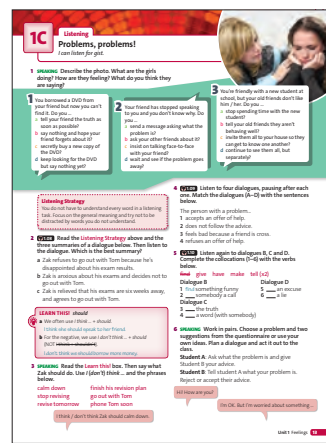 1C
Listening
Problems, problems!
I can listen for gist.
1 SPEAKING Describe the photo. What are the girls
doing? How are they feeling? What do you think they
are saying?
1 You borrowed a DVD from
your friend but now you can't
find it. Do you ...
a tell your friend the truth as
soon as possible?
b say nothing and hope your
friend forgets about it?
c secretly buy a new copy of
the DVD?
d keep looking for the DVD
but say nothing yet?
2 Your friend has stopped speaking
to you and you don't know why. Do
you ...
a send a message asking what the
problem is?
b ask your other friends about it?
c insist on talking face-to-face
with your friend?
d wait and see if the problem goes
away?
3 You're friendly with a new student at
school, but your old friends don't like
him / her. Do you ...
a stop spending time with the new
student?
b tell your old friends they aren't
behaving well?
c invite them all to your house so they
can get to know one another?
d continue to see them all, but
separately?
Listening Strategy
You do not have to understand every word in a listening
task. Focus on the general meaning and try not to be
distracted by words you do not understand.
2 1.09 Read the Listening Strategy above and the
three summaries of a dialogue below. Then listen to
the dialogue. Which is the best summary?
a Zak refuses to go out with Tom because he's
disappointed about his exam results.
b Zak is anxious about his exams and decides not to
go out with Tom.
c Zak is relieved that his exams are six weeks away,
and agrees to go out with Tom.
LEARN THIS! should
a We often use I think ... + should
I think she should speak to her friend.
b For the negative, we use I don't think ... + should
(NOT I think ... shouldn't)
I don't think we should borrow more money.
3 SPEAKING Read the Learn this! box. Then say what
Zak should do. Use I (don't) think ... and the phrases
below.
calm down finish his revision plan
stop revising go out with Tom
revise tomorrow phone Tom soon
I think / don't think Zak should calm down.
4 1.10 Listen to four dialogues, pausing after each
one. Match the dialogues (A–D) with the sentences
below.
The person with a problem...
1 accepts an offer of help.
2 does not follow the advice.
3 feels bad because a friend is cross.
4 refuses an offer of help.
5 1.10 Listen again to dialogues B, C and D.
Complete the collocations (1–6) with the verbs
below.
find give have make tell (x2)
Dialogue B
1 find something funny
2 ___ somebody a call
Dialogue C
3 ___ the truth
4 ___ a word (with somebody)
Dialogue D
5 ___ an excuse
6 ___ a lie
6 SPEAKING Work in pairs. Choose a problem and two
suggestions from the questionnaire or use your
own ideas. Plan a dialogue and act it out to the
class.
Student A: Ask what the problem is and give
Student B your advice.
Student B: Tell student A what your problem is.
Reject or accept their advice.
Hi! How are you?
I'm OK. But I'm worried about something...
Unit 1 Feelings